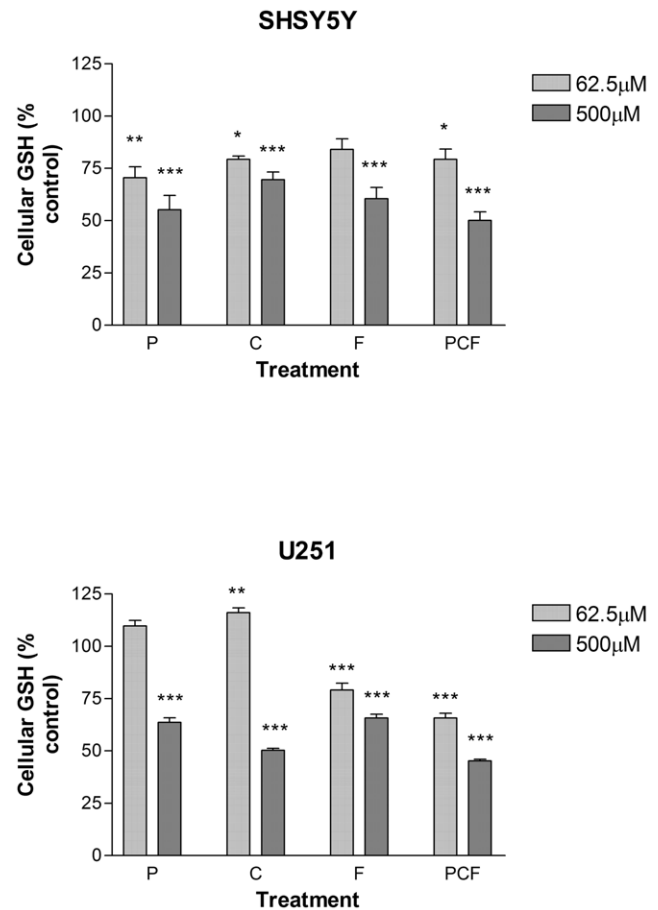 SHSY5Y
Cellular GSH (%
control)
125
100
75
50
25
0
** *** * *** *** * ***
P C F PCF
Treatment
62.5μM
500μM
U251
Cellular GSH (%
control)
125
100
75
50
25
0
*** ** *** *** *** *** ***
P C F PCF
Treatment
62.5μM
500μM